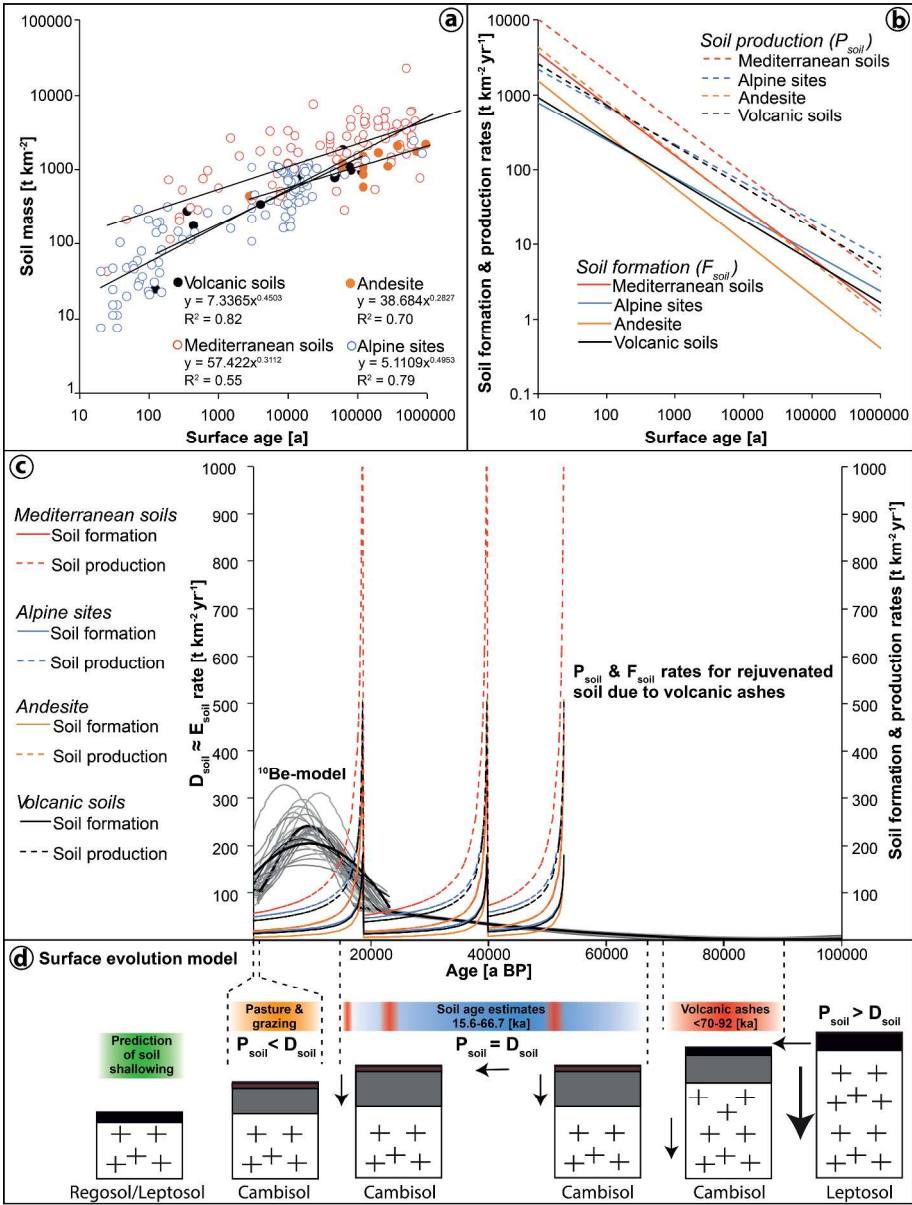 a
100000
10000
1000
100
10
1
Soil mass [t km⁻²]
Volcanic soils
y = 7.3365x^0.4503
R² = 0.82
Andesite
y = 38.684x^0.2827
R² = 0.70
Mediterranean soils
y = 57.422x^0.3112
R² = 0.55
Alpine sites
y = 5.1109x^0.4953
R² = 0.79
10 100 1000 10000 100000 1000000
Surface age [a]
b
10000
1000
100
10
1
0.1
Soil formation & production rates [t km⁻² yr⁻¹]
Soil production (P_soil)
Mediterranean soils
Alpine sites
Andesite
Volcanic soils
Soil formation (F_soil)
Mediterranean soils
Alpine sites
Andesite
Volcanic soils
10 100 1000 10000 100000 1000000
Surface age [a]
c
Mediterranean soils
Soil formation
Soil production
Alpine sites
Soil formation
Soil production
Andesite
Soil formation
Soil production
Volcanic soils
Soil formation
Soil production
D_soil ≈ E_soil rate [t km⁻² yr⁻¹]
1000
900
800
700
600
500
400
300
200
100
¹⁰Be-model
P_soil & F_soil rates for rejuvenated
soil due to volcanic ashes
1000
900
800
700
600
500
400
300
200
100
Soil formation & production rates [t km⁻² yr⁻¹]
20000 40000 60000 80000 100000
Age [a BP]
d Surface evolution model
Prediction
of soil
shallowing
Pasture &
grazing
P_soil < D_soil
Soil age estimates
15.6-66.7 [ka]
P_soil = D_soil
Volcanic ashes
<70-92 [ka]
P_soil > D_soil
Regosol/Leptosol
Cambisol
Cambisol
Cambisol
Cambisol
Leptosol